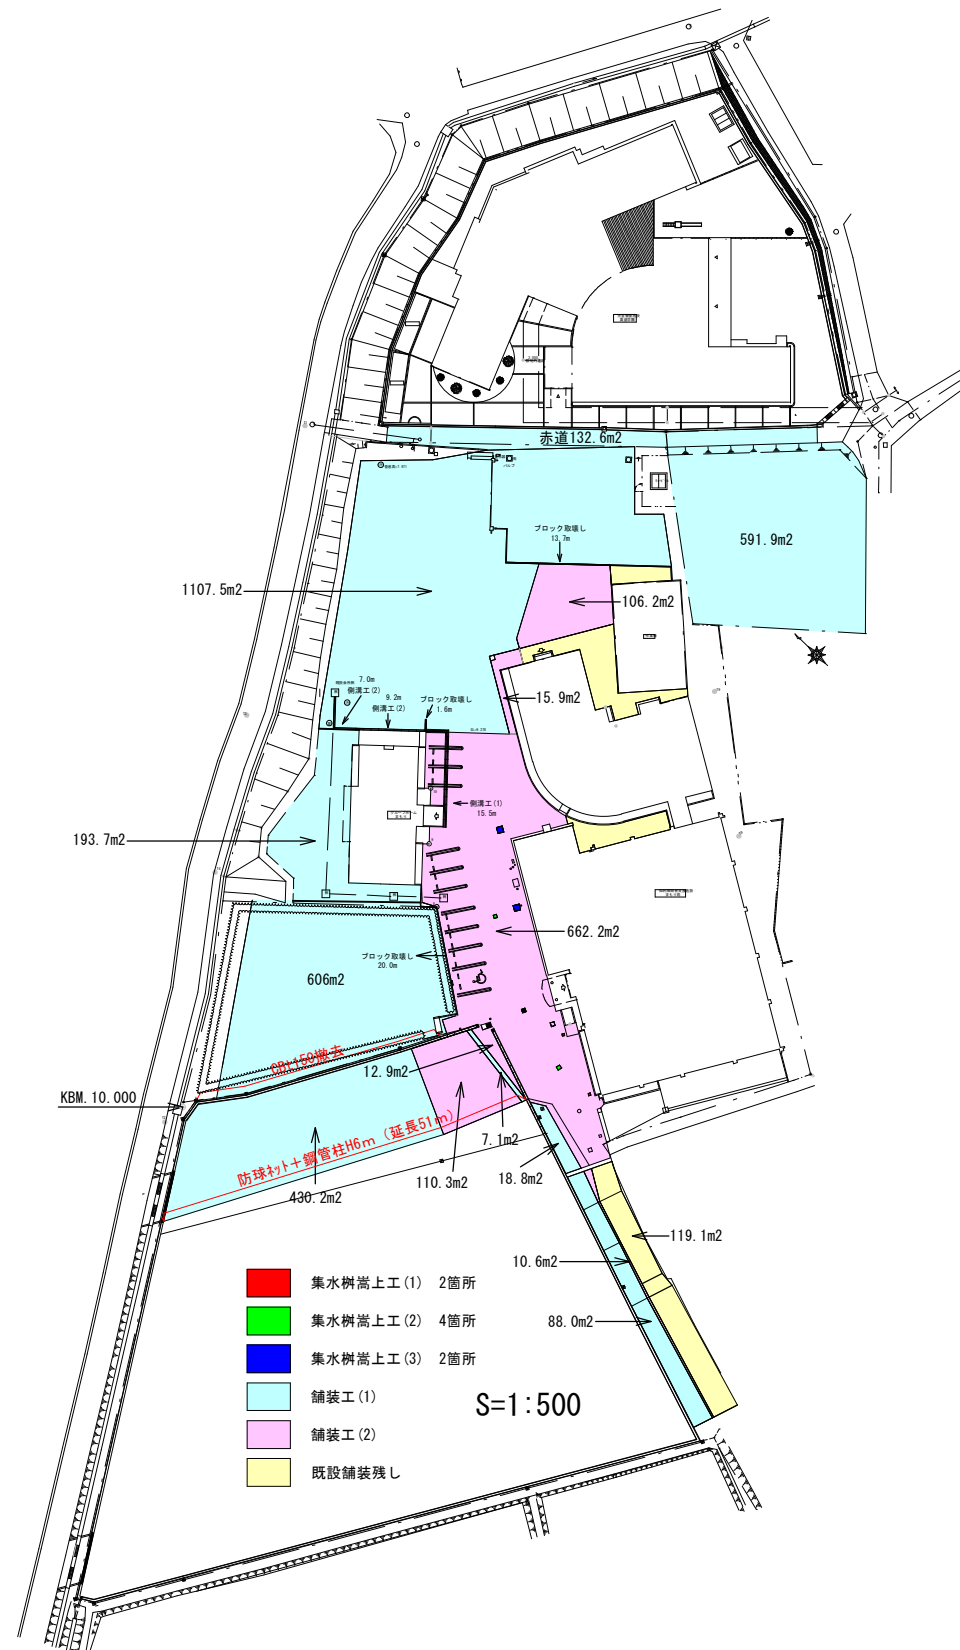 赤道132.6m2
バルブ
ブロック取壊し
13.7m
591.9m2
1107.5m2
106.2m2
7.0m
側溝工(2)
9.2m
側溝工(2)
ブロック取壊し
1.6m
15.9m2
側溝工(1)
15.5m
193.7m2
662.2m2
ブロック取壊し
20.0m
606m2
CBt150撤去
12.9m2
KBM.10.000
7.1m2
防球ネット+鋼管柱H6m (延長51m)
18.8m2
110.3m2
430.2m2
119.1m2
10.6m2
88.0m2
集水桝嵩上工(1) 2箇所
集水桝嵩上工(2) 4箇所
集水桝嵩上工(3) 2箇所
舗装工(1)
舗装工(2)
既設舗装残し
S=1:500